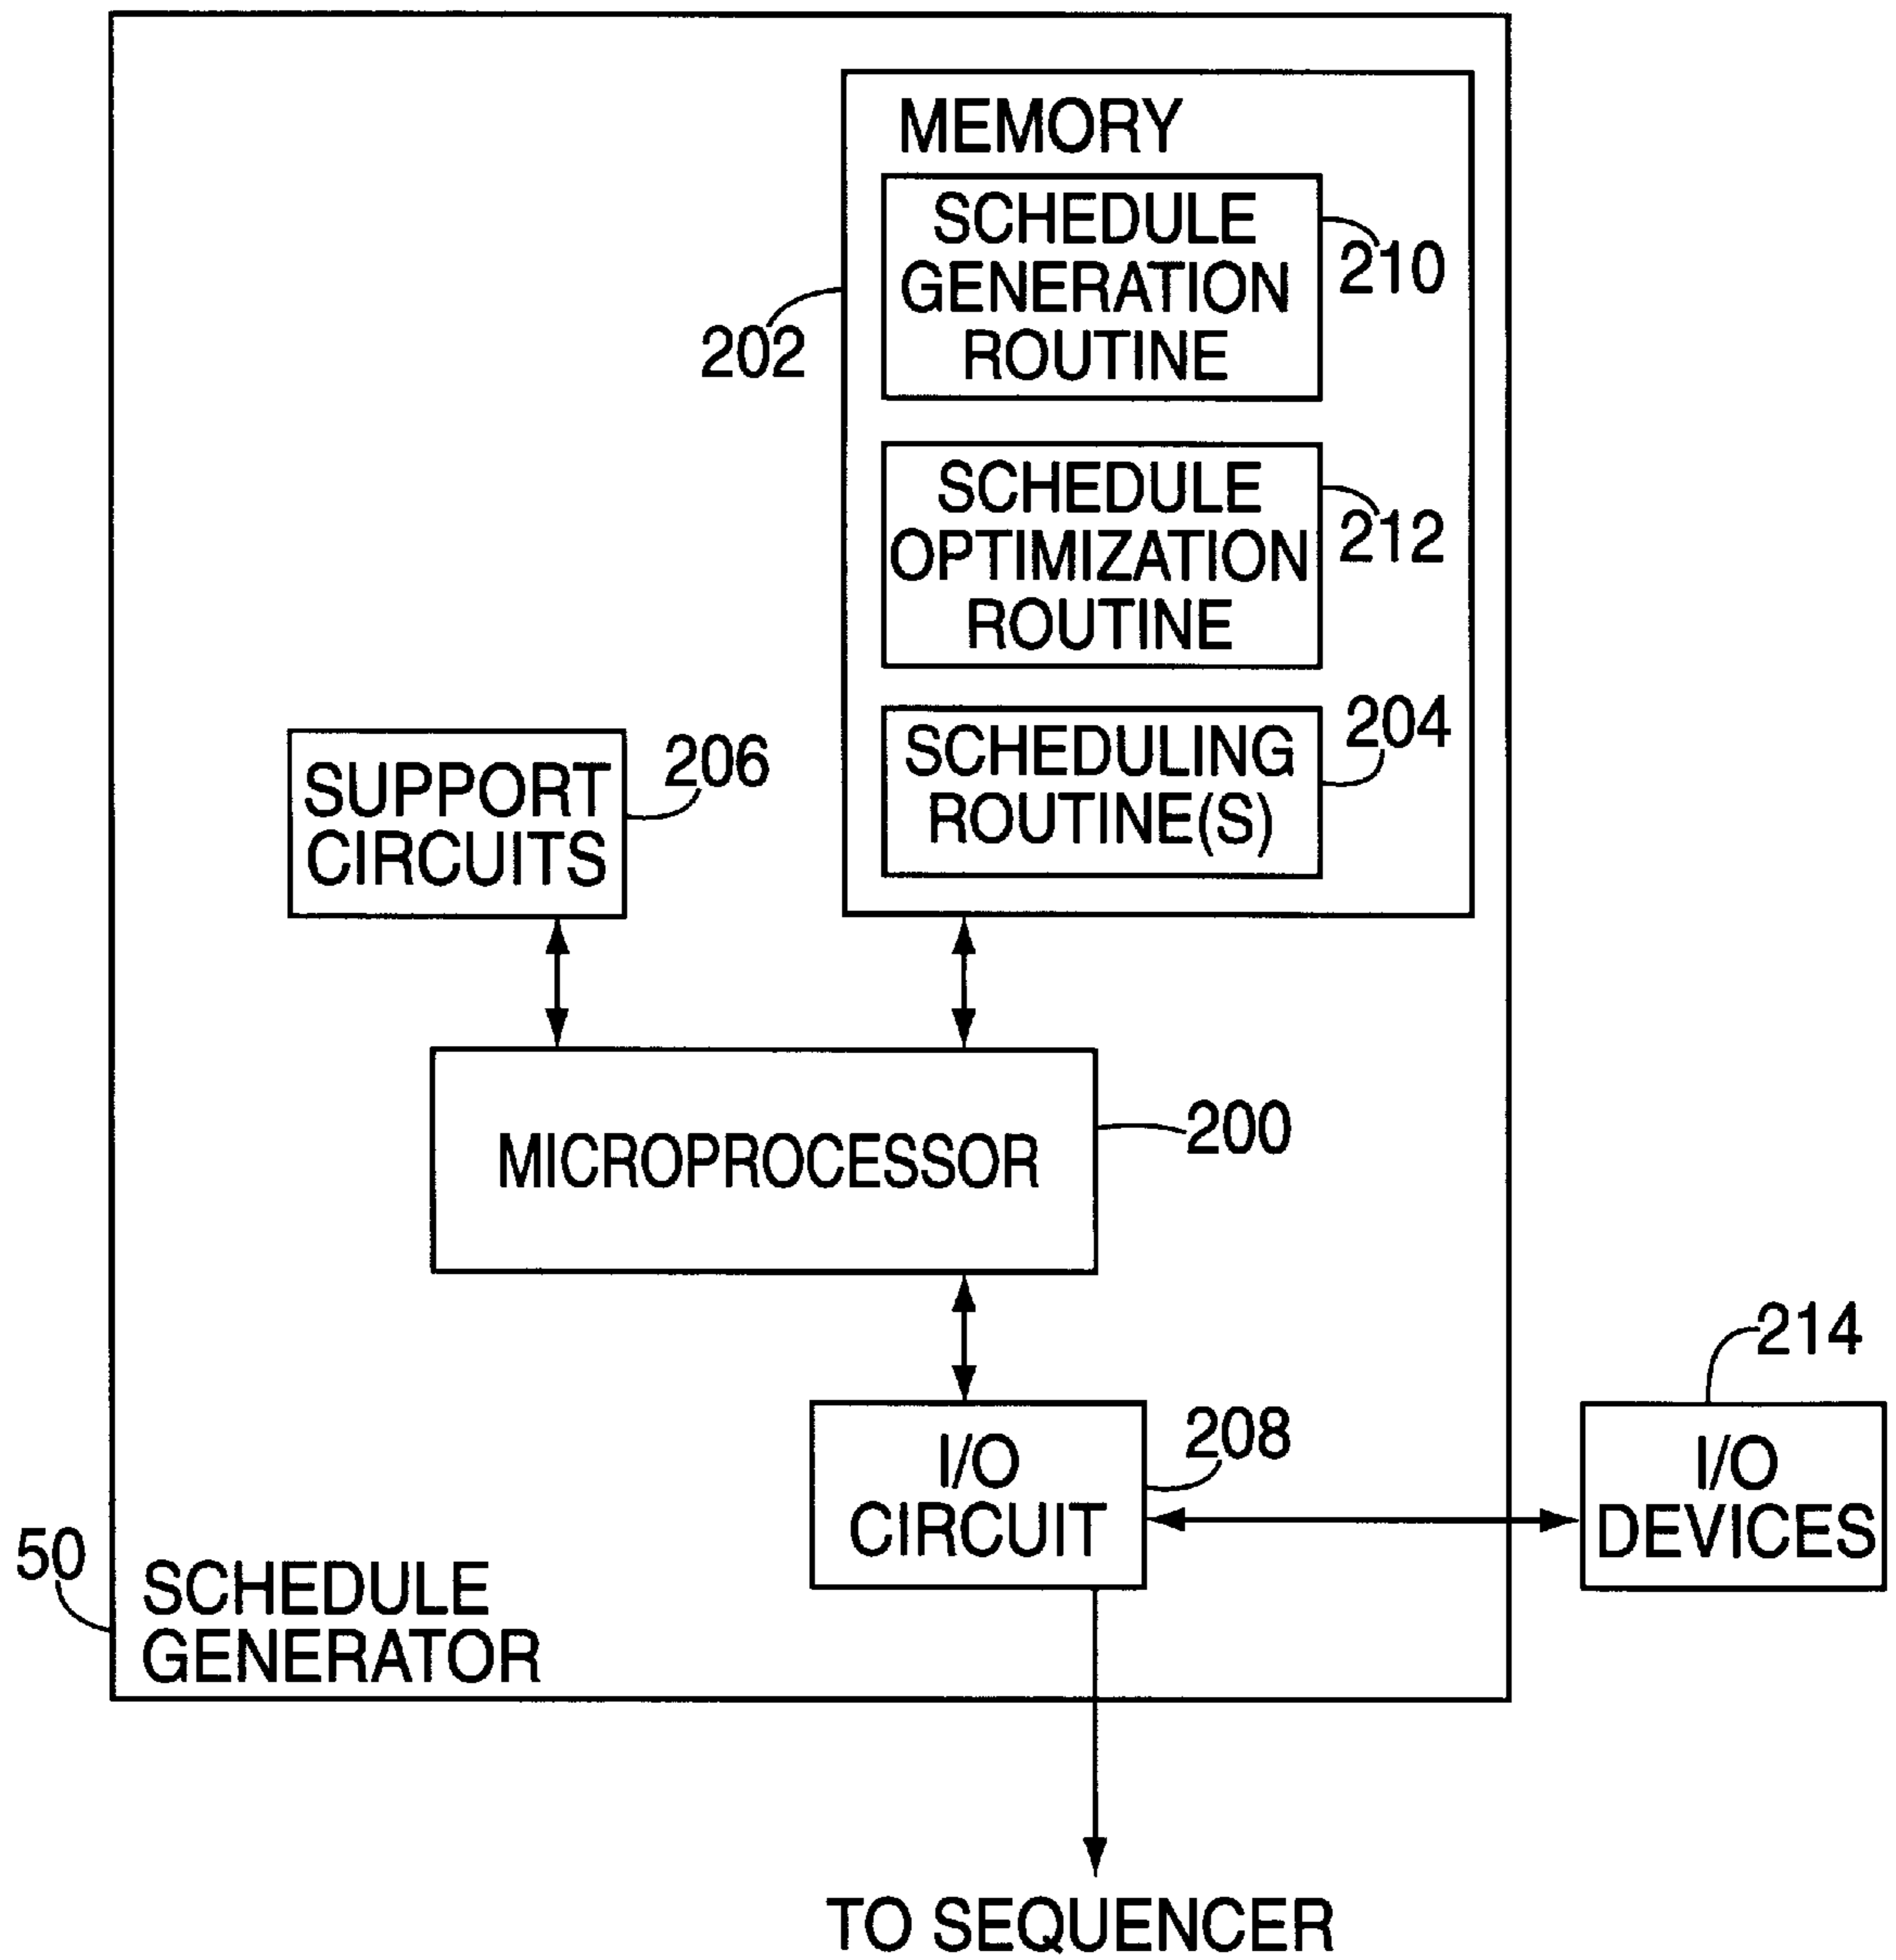 MEMORY
SCHEDULE
GENERATION
ROUTINE
210
202
SCHEDULE
OPTIMIZATION
ROUTINE
212
SCHEDULING
ROUTINE(S)
204
SUPPORT
CIRCUITS
206
MICROPROCESSOR
200
I/O
CIRCUIT
208
214
I/O
DEVICES
50
SCHEDULE
GENERATOR
TO SEQUENCER